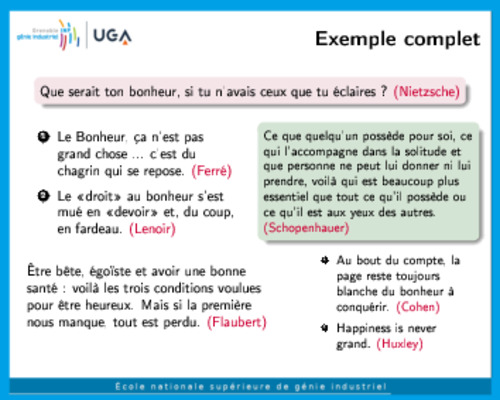 Grenoble INP
génie industriel
UGA
Exemple complet
Que serait ton bonheur, si tu n'avais ceux que tu éclaires ? (Nietzsche)
1 Le Bonheur, ça n'est pas
grand chose ... c'est du
chagrin qui se repose. (Ferré)
2 Le «droit» au bonheur s'est
mué en «devoir» et, du coup,
en fardeau. (Lenoir)
Être bête, égoïste et avoir une bonne
santé : voilà les trois conditions voulues
pour être heureux. Mais si la première
nous manque, tout est perdu. (Flaubert)
Ce que quelqu'un possède pour soi, ce
qui l'accompagne dans la solitude et
que personne ne peut lui donner ni lui
prendre, voilà qui est beaucoup plus
essentiel que tout ce qu'il possède ou
ce qu'il est aux yeux des autres.
(Schopenhauer)
Au bout du compte, la
page reste toujours
blanche du bonheur à
conquérir. (Cohen)
Happiness is never
grand. (Huxley)
École nationale supérieure de génie industriel